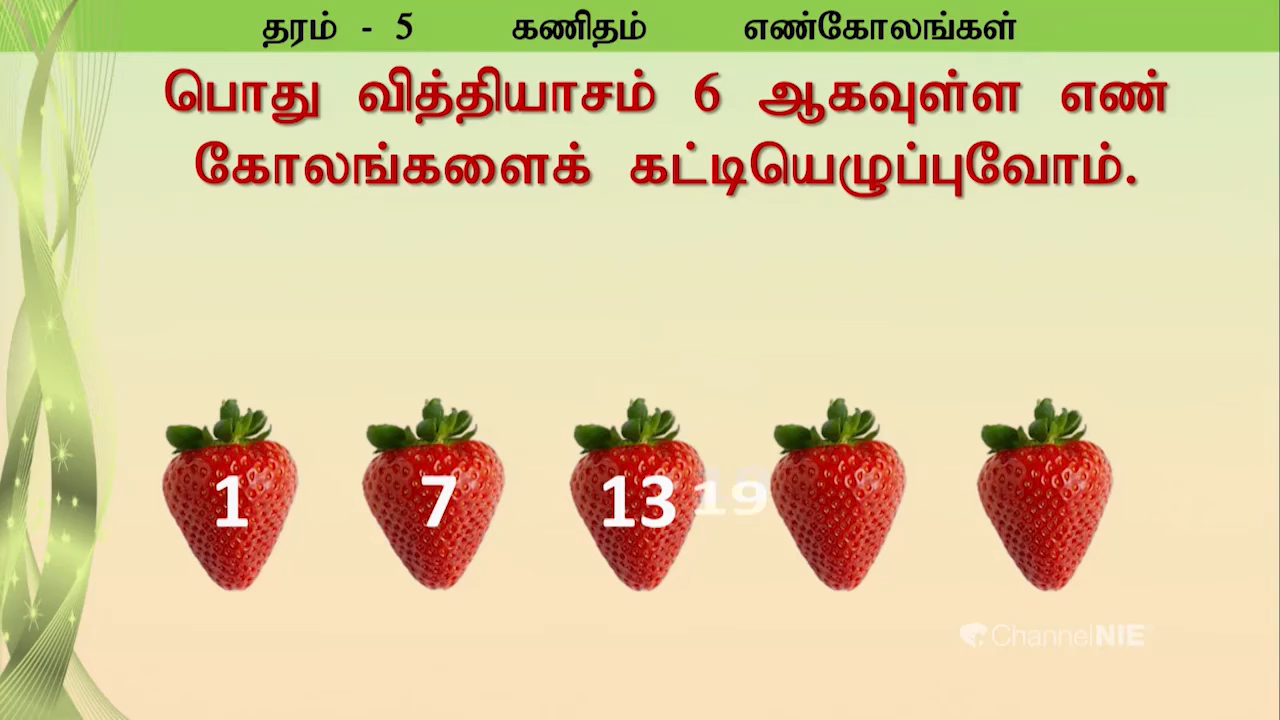 தரம் - 5 கணிதம் எண்கோலங்கள்
பொது வித்தியாசம் 6 ஆகவுள்ள எண்
கோலங்களைக் கட்டியெழுப்புவோம்.
1 7 13 19
ChannelNIE